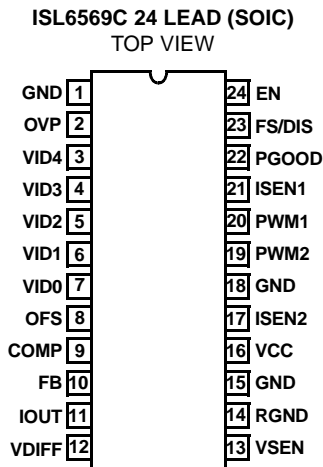 ISL6569C 24 LEAD (SOIC)
TOP VIEW
GND 1 24 EN
OVP 2 23 FS/DIS
VID4 3 22 PGOOD
VID3 4 21 ISEN1
VID2 5 20 PWM1
VID1 6 19 PWM2
VID0 7 18 GND
OFS 8 17 ISEN2
COMP 9 16 VCC
FB 10 15 GND
IOUT 11 14 RGND
VDIFF 12 13 VSEN